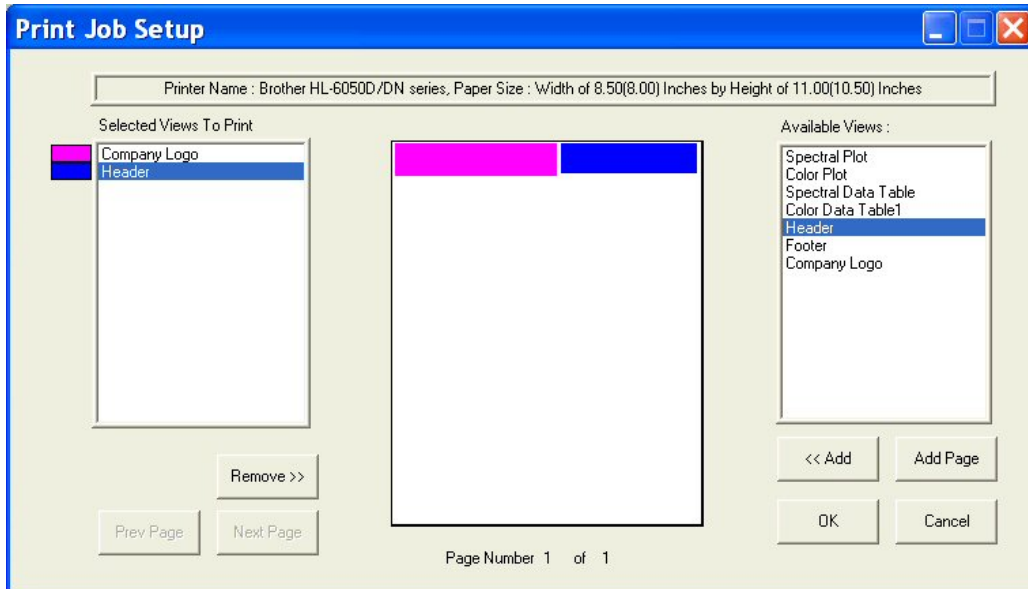 Print Job Setup
Printer Name : Brother HL-6050D/DN series, Paper Size : Width of 8.50(8.00) Inches by Height of 11.00(10.50) Inches
Selected Views To Print
Company Logo
Header
Available Views :
Spectral Plot
Color Plot
Spectral Data Table
Color Data Table1
Header
Footer
Company Logo
Remove >>
Prev Page
Next Page
<< Add
Add Page
OK
Cancel
Page Number 1 of 1